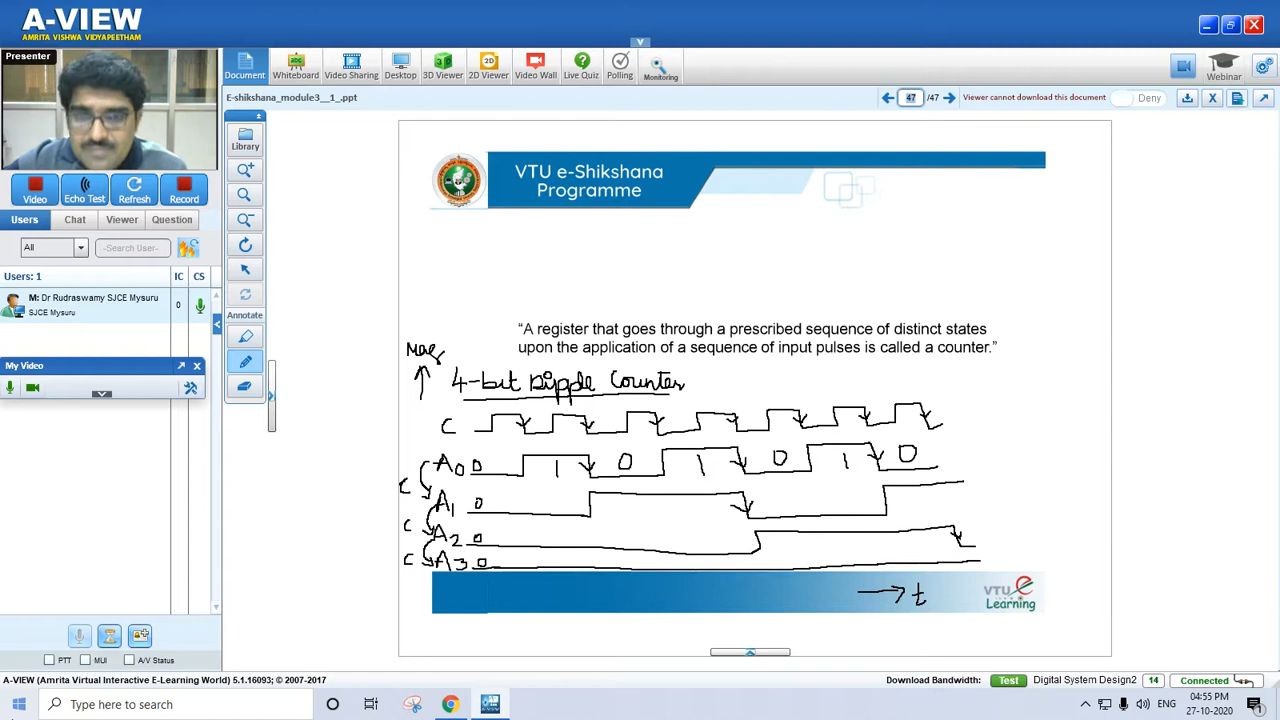 A-VIEW
AMRITA VISHWA VIDYAPEETHAM
Presenter
Document
Whiteboard
Video Sharing
Desktop
3D Viewer
2D Viewer
Video Wall
Live Quiz
Polling
Monitoring
Webinar
E-shikshana_module3__1_.ppt
47 /47
Viewer cannot download this document
Deny
Video
Echo Test
Refresh
Record
Users
Chat
Viewer
Question
All
-Search User-
Users: 1
IC
CS
M: Dr Rudraswamy SJCE Mysuru
SJCE Mysuru
0
My Video
Library
Annotate
VTU e-Shikshana
Programme
“A register that goes through a prescribed sequence of distinct states
upon the application of a sequence of input pulses is called a counter.”
Mag
4-bit Ripple Counter
C
A0 0 1 0 1 0 1 0
C A1 0
C A2 0
C A3 0
t
VTU e
Learning
PTT
MUI
A/V Status
A-VIEW (Amrita Virtual Interactive E-Learning World) 5.1.16093; © 2007-2017
Download Bandwidth:
Test
Digital System Design2
14
Connected
Type here to search
ENG
04:55 PM
27-10-2020